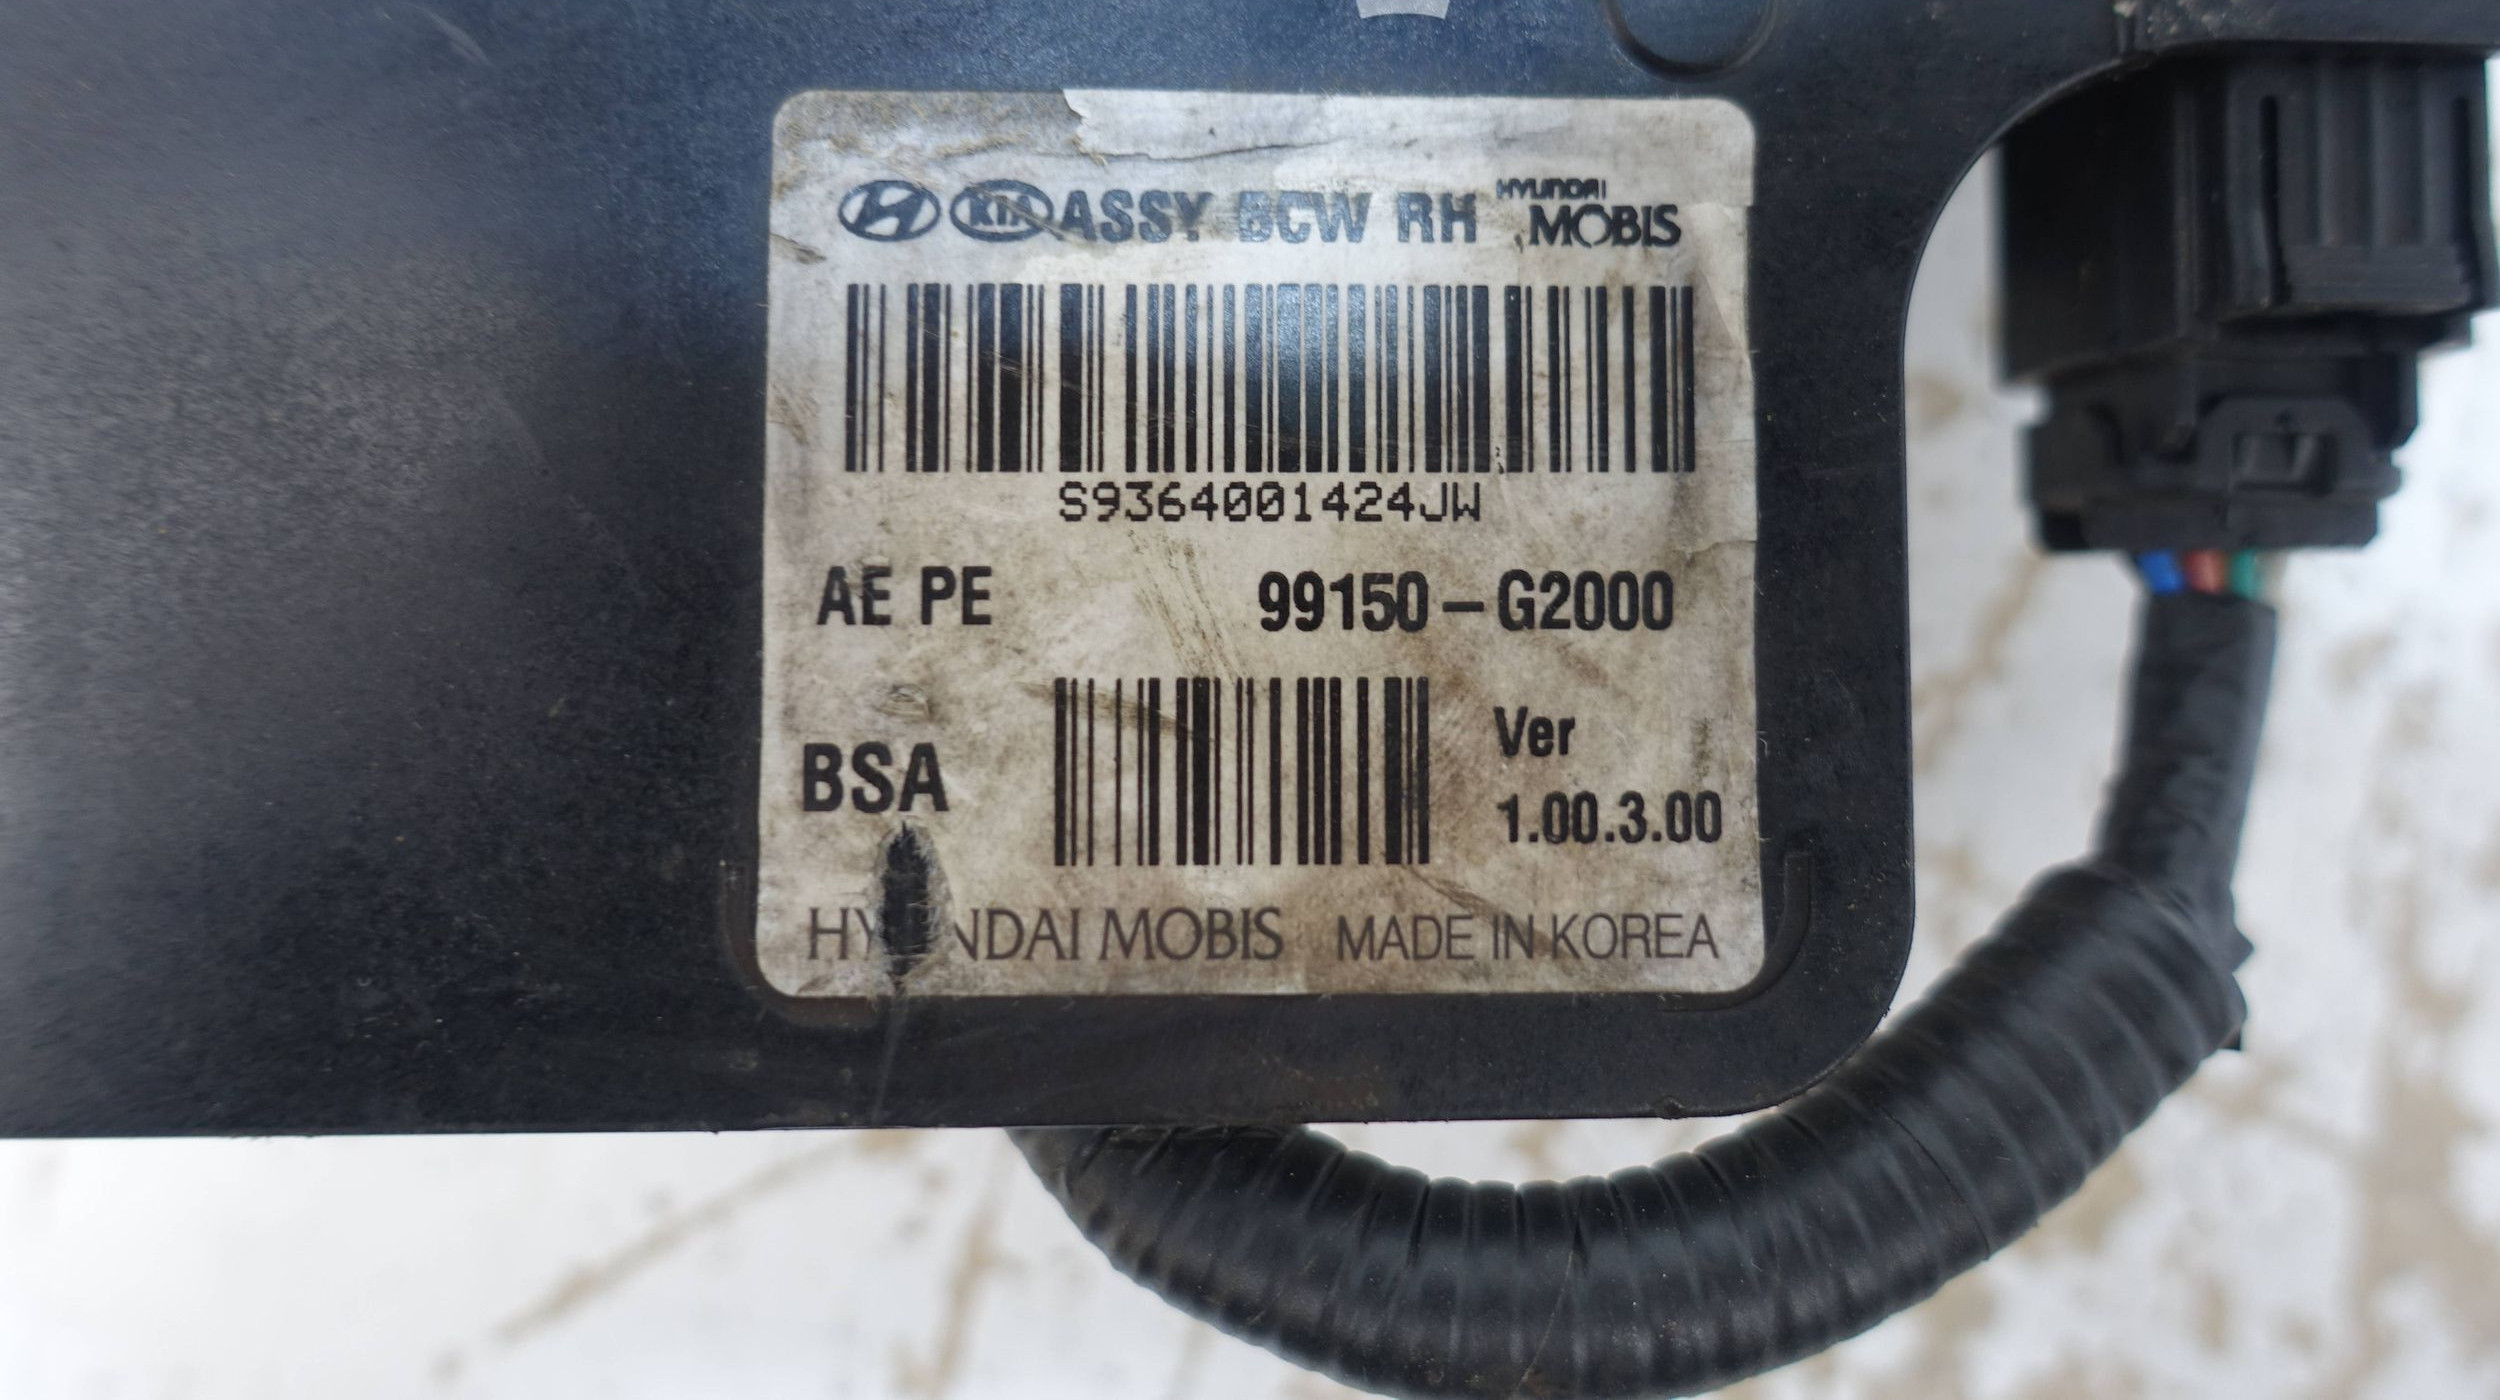 KIA ASSY BCW RH HYUNDAI MOBIS
S9364001424JW
AE PE 99150-G2000
BSA Ver
1.00.3.00
HYUNDAI MOBIS MADE IN KOREA